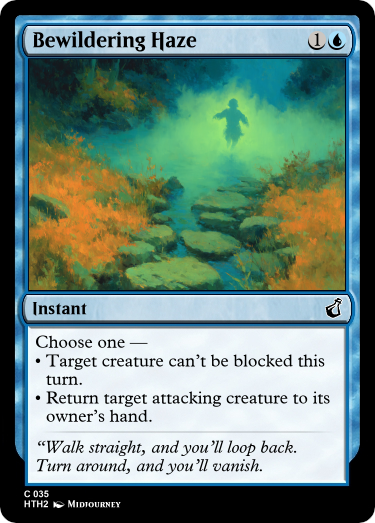 Bewildering Haze 1
Instant
Choose one —
• Target creature can't be blocked this
turn.
• Return target attacking creature to its
owner's hand.
“Walk straight, and you'll loop back.
Turn around, and you'll vanish.
C 035
HTH2 Midjourney